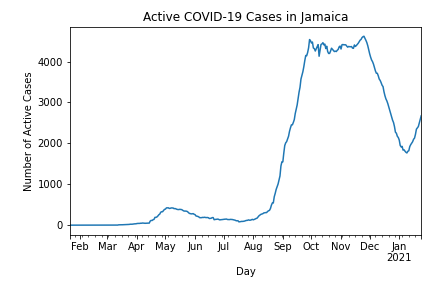 Active COVID-19 Cases in Jamaica
Number of Active Cases
4000
3000
2000
1000
0
Feb Mar Apr May Jun Jul Aug Sep Oct Nov Dec Jan
2021
Day